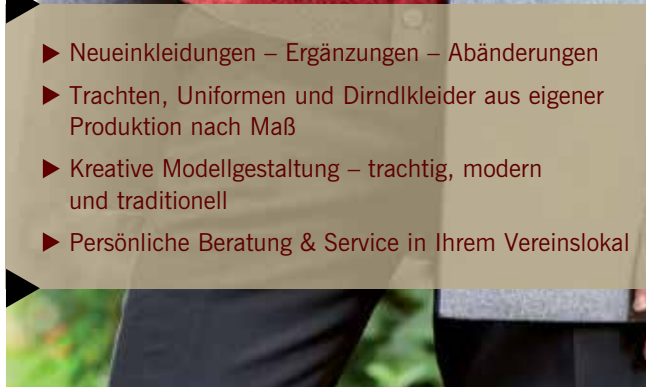 ▶ Neueinkleidungen – Ergänzungen – Abänderungen
▶ Trachten, Uniformen und Dirndlkleider aus eigener
Produktion nach Maß
▶ Kreative Modellgestaltung – trachtig, modern
und traditionell
▶ Persönliche Beratung & Service in Ihrem Vereinslokal